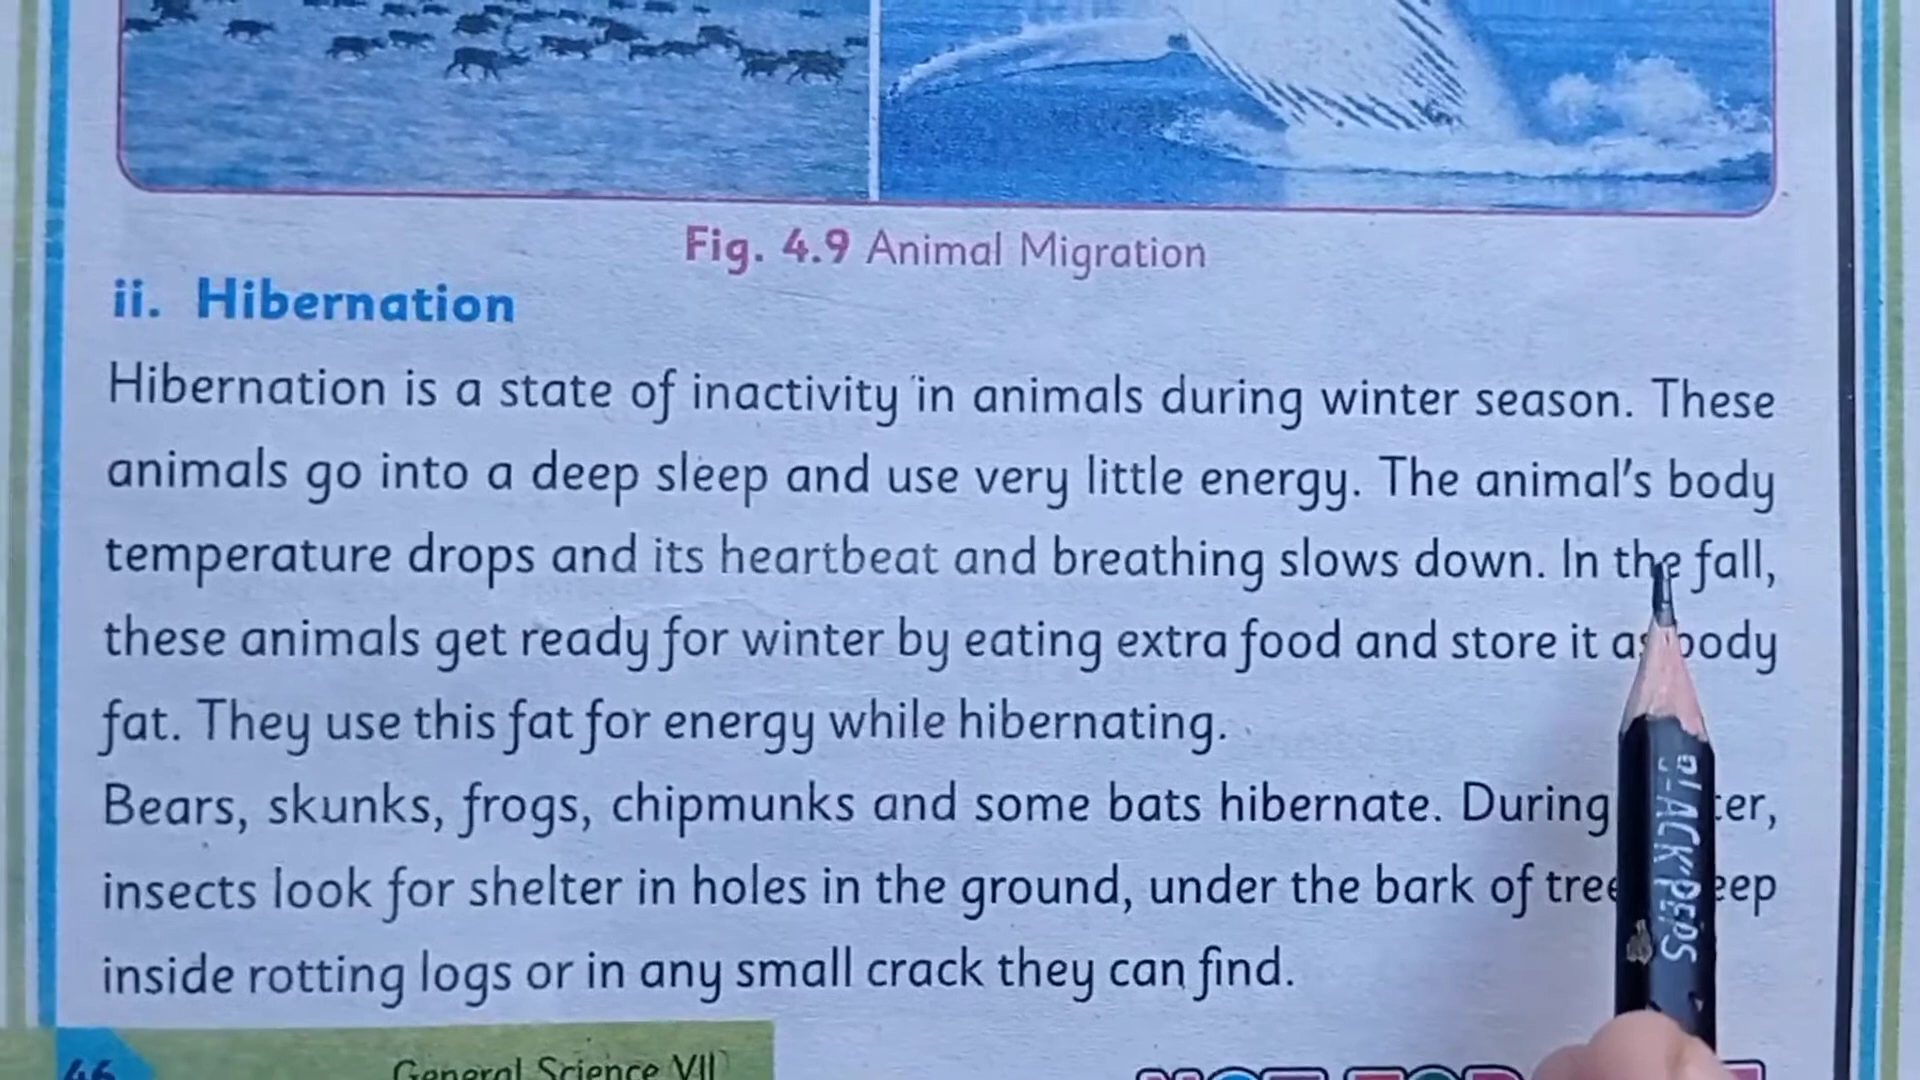 Fig. 4.9 Animal Migration
ii. Hibernation
Hibernation is a state of inactivity in animals during winter season. These
animals go into a deep sleep and use very little energy. The animal's body
temperature drops and its heartbeat and breathing slows down. In the fall,
these animals get ready for winter by eating extra food and store it as body
fat. They use this fat for energy while hibernating.
Bears, skunks, frogs, chipmunks and some bats hibernate. During
insects look for shelter in holes in the ground, under the bark of
inside rotting logs or in any small crack they can find.
46
General Science VII
NOT FOR
BLACK PEPS